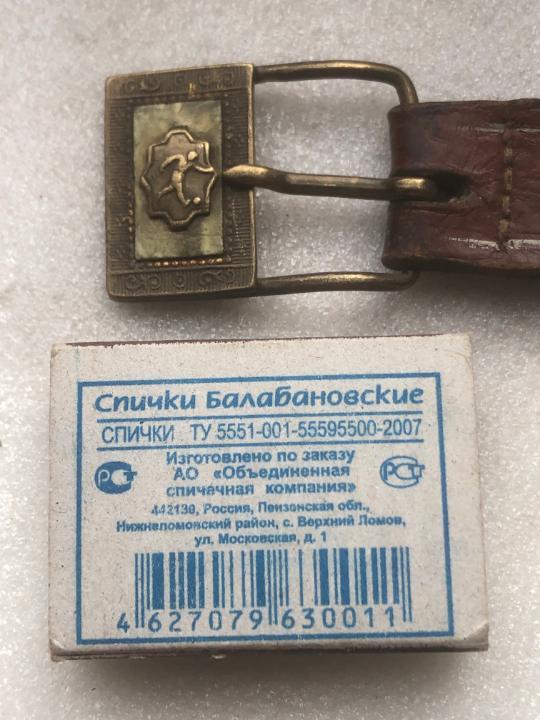 Спички Балабановские
СПИЧКИ ТУ 5551-001-55595500-2007
Изготовлено по заказу
АО «Объединенная
спичечная компания»
442130, Россия, Пензенская обл.,
Нижнеломовский район, с. Верхний Ломов,
ул. Московская, д. 1
4 627079 630011